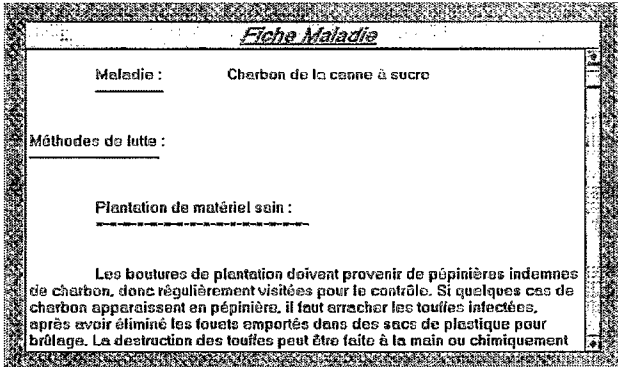 Fiche Maladie
Maladie : Charbon de la canne à sucre
Méthodes de lutte :
Plantation de matériel sain :
Les boutures de plantation doivent provenir de pépinières indemnes
de charbon, donc régulièrement visitées pour le contrôle. Si quelques cas de
charbon apparaissent en pépinière, il faut arracher les touffes infectées,
après avoir éliminé les fouets emportés dans des sacs de plastique pour
brûlage. La destruction des touffes peut être faite à la main ou chimiquement